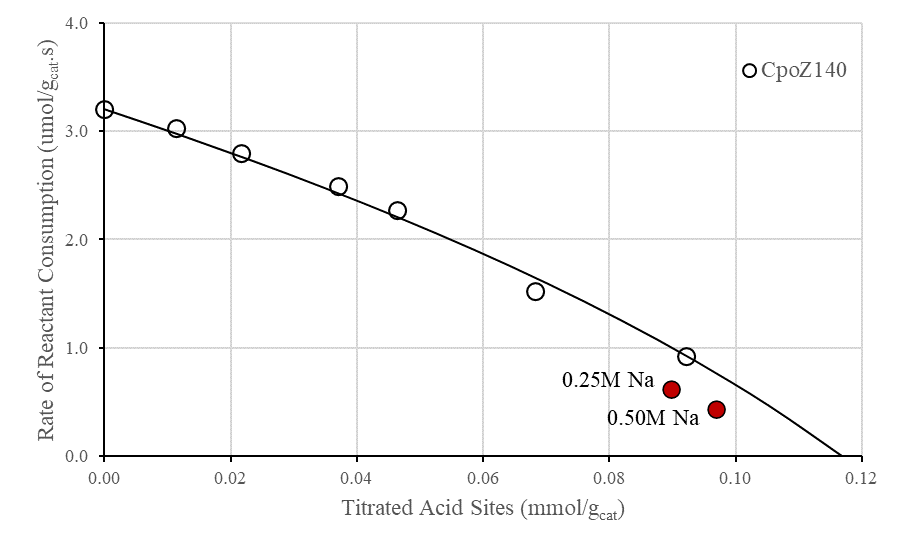 4.0
3.0
2.0
1.0
0.0
Rate of Reactant Consumption (umol/gcat.s)
CpoZ140
0.25M Na
0.50M Na
0.00 0.02 0.04 0.06 0.08 0.10 0.12
Titrated Acid Sites (mmol/gcat)